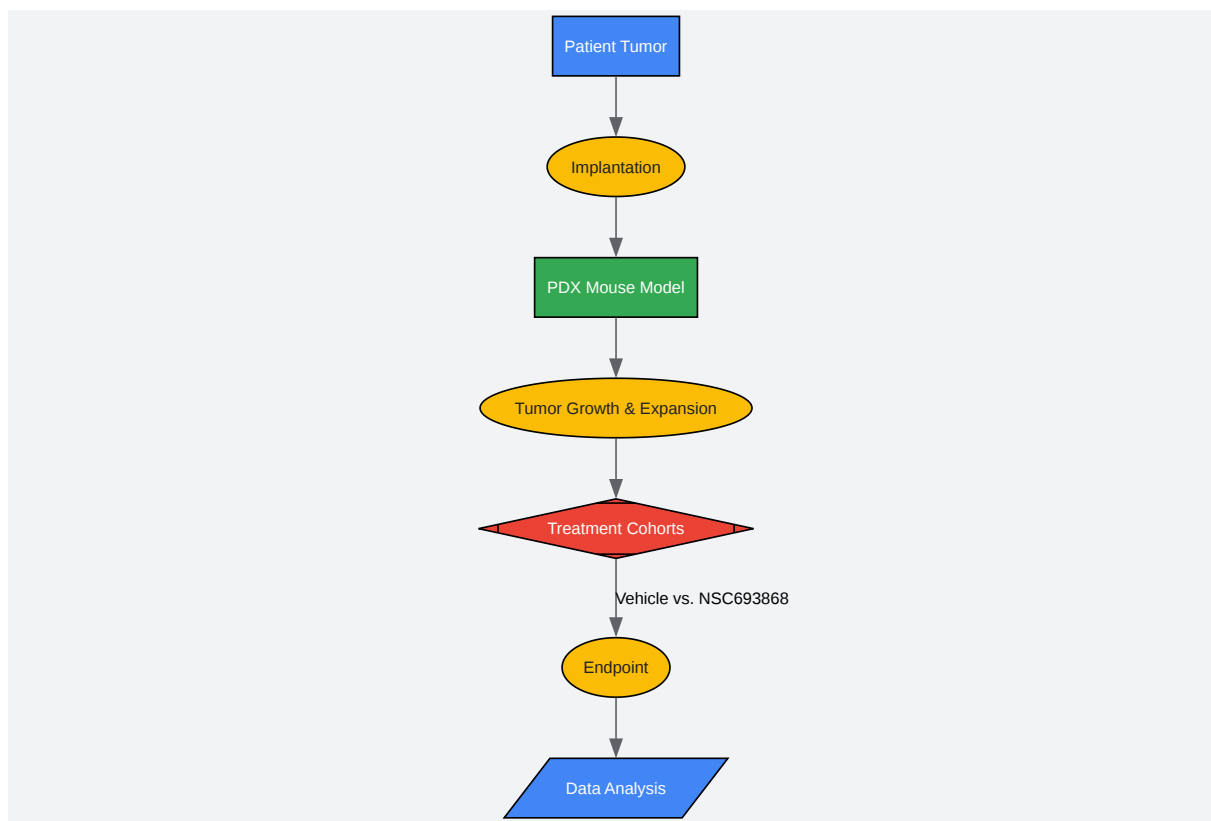 Patient Tumor
Implantation
PDX Mouse Model
Tumor Growth & Expansion
Treatment Cohorts
Vehicle vs. NSC693868
Endpoint
Data Analysis